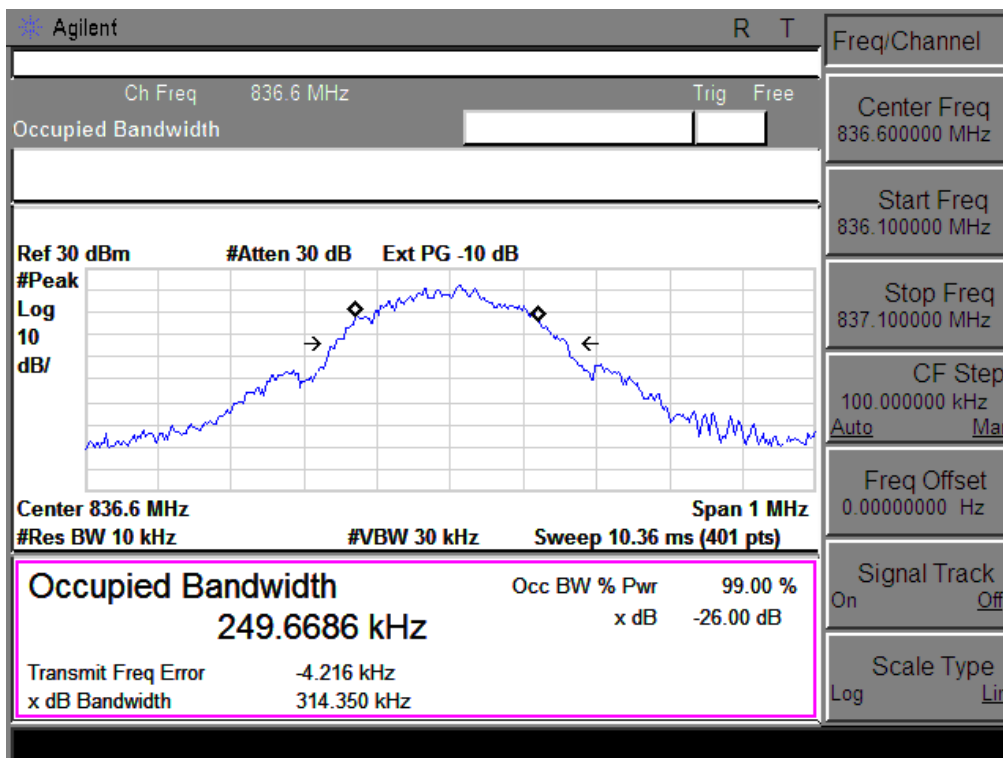 Agilent R T
Freq/Channel
Ch Freq 836.6 MHz Trig Free
Occupied Bandwidth
Center Freq
836.600000 MHz
Start Freq
836.100000 MHz
Stop Freq
837.100000 MHz
CF Step
100.000000 kHz
Auto Man
Freq Offset
0.00000000 Hz
Signal Track
On Off
Scale Type
Log Lin
Ref 30 dBm #Atten 30 dB Ext PG -10 dB
#Peak
Log
10
dB/
Center 836.6 MHz Span 1 MHz
#Res BW 10 kHz #VBW 30 kHz Sweep 10.36 ms (401 pts)
Occupied Bandwidth Occ BW % Pwr 99.00 %
249.6686 kHz x dB -26.00 dB
Transmit Freq Error -4.216 kHz
x dB Bandwidth 314.350 kHz